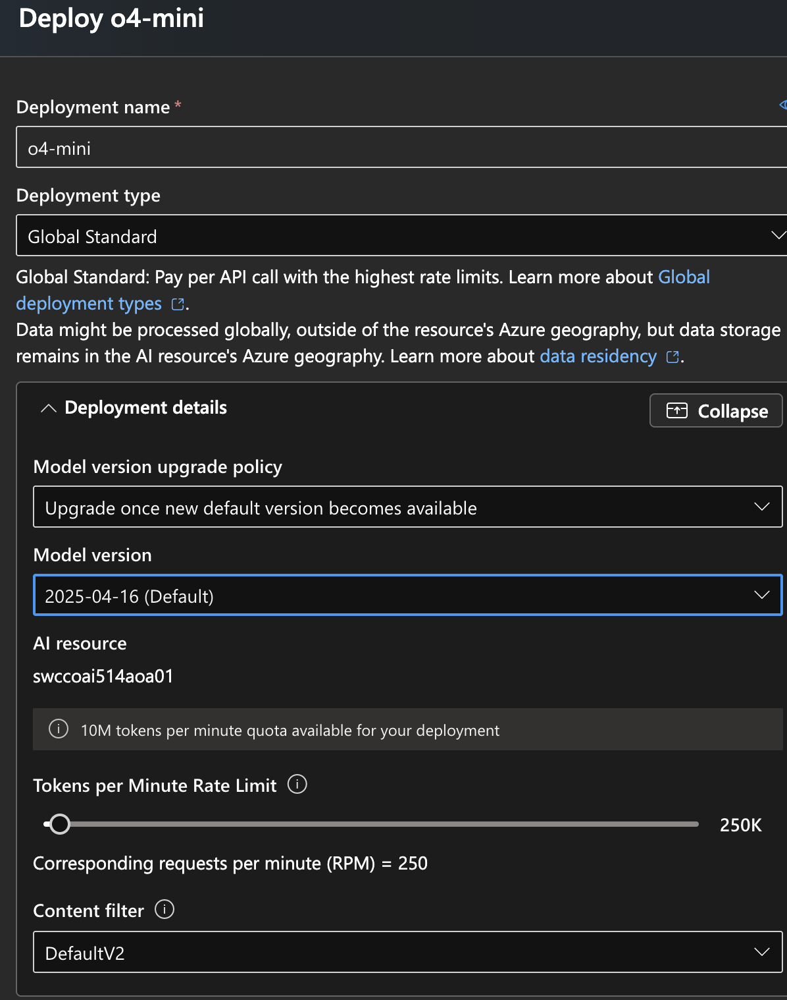 Deploy o4-mini
Deployment name *
o4-mini
Deployment type
Global Standard
Global Standard: Pay per API call with the highest rate limits. Learn more about Global
deployment types.
Data might be processed globally, outside of the resource's Azure geography, but data storage
remains in the AI resource's Azure geography. Learn more about data residency.
Deployment details
Collapse
Model version upgrade policy
Upgrade once new default version becomes available
Model version
2025-04-16 (Default)
AI resource
swccoai514aoa01
10M tokens per minute quota available for your deployment
Tokens per Minute Rate Limit
250K
Corresponding requests per minute (RPM) = 250
Content filter
DefaultV2